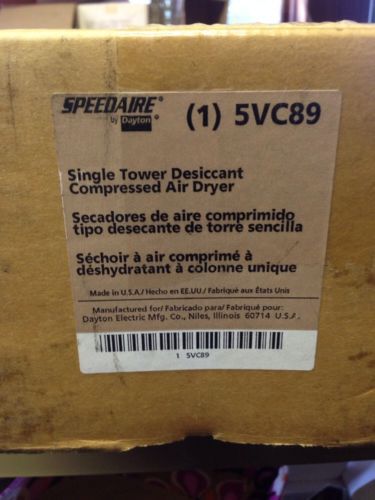 SPEEDAIRE®
by Dayton®
(1) 5VC89
Single Tower Desiccant
Compressed Air Dryer
Secadores de aire comprimido
tipo desecante de torre sencilla
Séchoir à air comprimé à
déshydratant à colonne unique
Made in U.S.A./ Hecho en EE.UU./ Fabriqué aux États Unis
Manufactured for/ Fabricado para/ Fabriqué pour:
Dayton Electric Mfg. Co., Niles, Illinois 60714 U.S.A.
1 5VC89